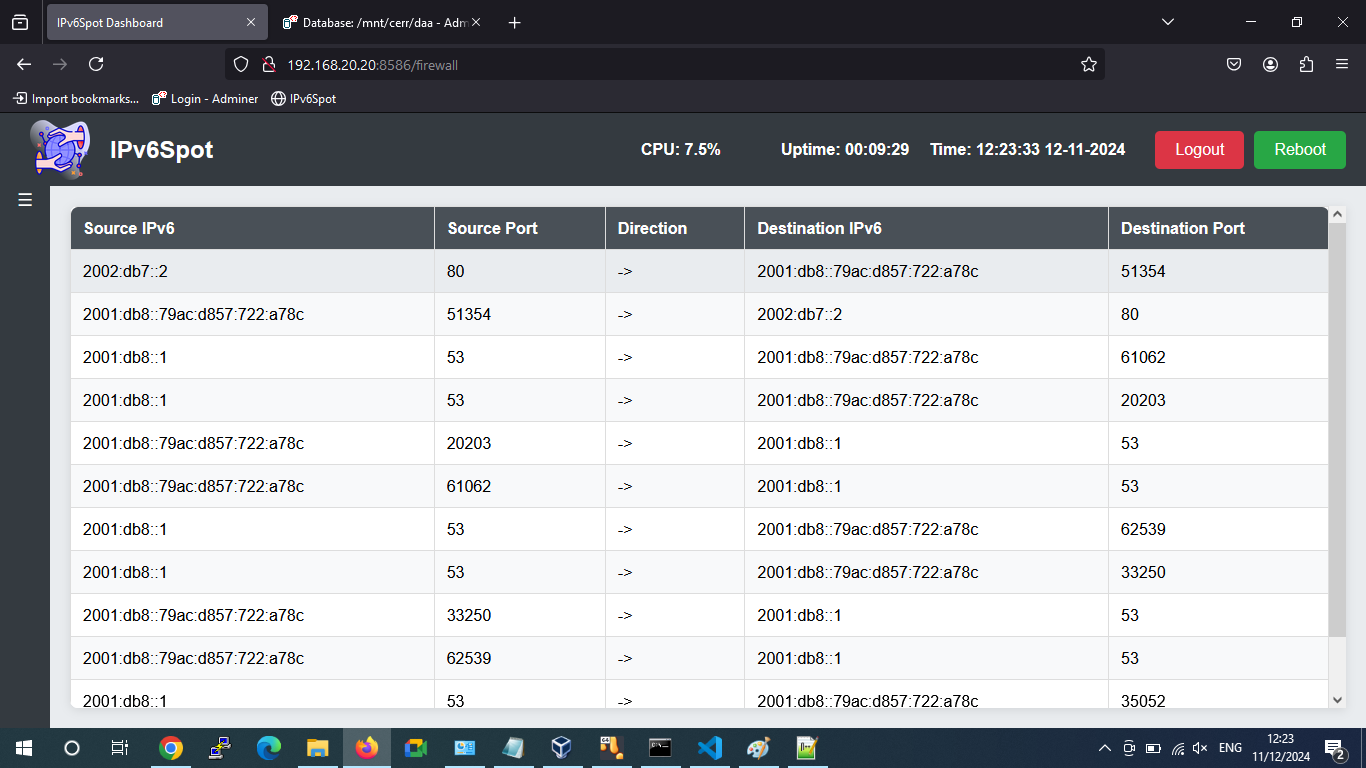 IPv6Spot Dashboard
Database: /mnt/cerr/daa - Adm
192.168.20.20:8586/firewall
Import bookmarks... Login - Adminer IPv6Spot
IPv6Spot CPU: 7.5% Uptime: 00:09:29 Time: 12:23:33 12-11-2024 Logout Reboot
Source IPv6 Source Port Direction Destination IPv6 Destination Port
2002:db7::2 80 -> 2001:db8::79ac:d857:722:a78c 51354
2001:db8::79ac:d857:722:a78c 51354 -> 2002:db7::2 80
2001:db8::1 53 -> 2001:db8::79ac:d857:722:a78c 61062
2001:db8::1 53 -> 2001:db8::79ac:d857:722:a78c 20203
2001:db8::79ac:d857:722:a78c 20203 -> 2001:db8::1 53
2001:db8::79ac:d857:722:a78c 61062 -> 2001:db8::1 53
2001:db8::1 53 -> 2001:db8::79ac:d857:722:a78c 62539
2001:db8::1 53 -> 2001:db8::79ac:d857:722:a78c 33250
2001:db8::79ac:d857:722:a78c 33250 -> 2001:db8::1 53
2001:db8::79ac:d857:722:a78c 62539 -> 2001:db8::1 53
2001:db8::1 53 -> 2001:db8::79ac:d857:722:a78c 35052
ENG
12:23
11/12/2024
2